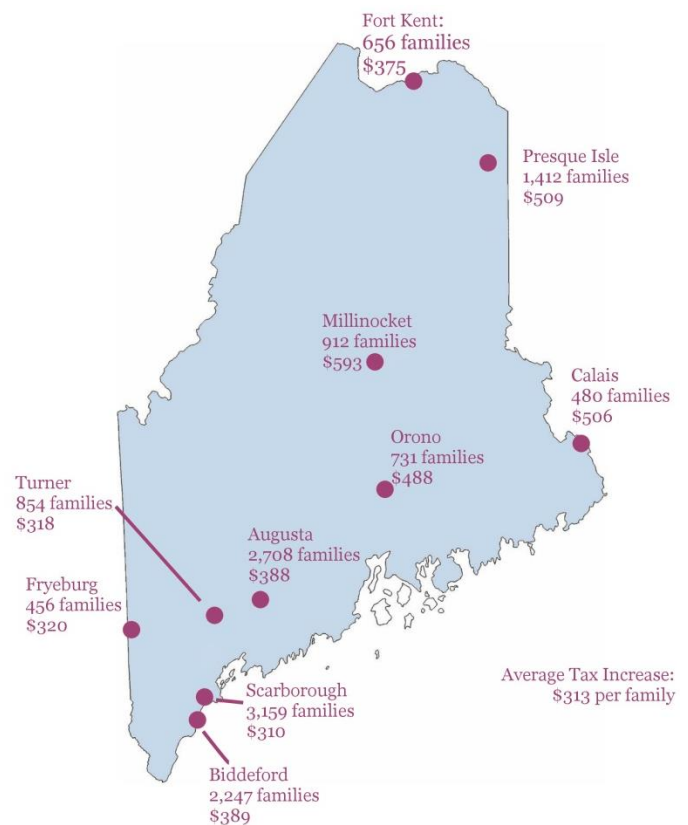 Fort Kent:
656 families
$375
Presque Isle
1,412 families
$509
Millinocket
912 families
$593
Calais
480 families
$506
Orono
731 families
$488
Turner
854 families
$318
Augusta
2,708 families
$388
Fryeburg
456 families
$320
Average Tax Increase:
$313 per family
Scarborough
3,159 families
$310
Biddeford
2,247 families
$389